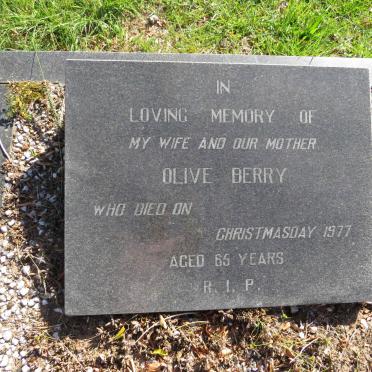 IN
LOVING MEMORY OF
MY WIFE AND OUR MOTHER
OLIVE BERRY
WHO DIED ON
CHRISTMASDAY 1977
AGED 65 YEARS
R. I. P.